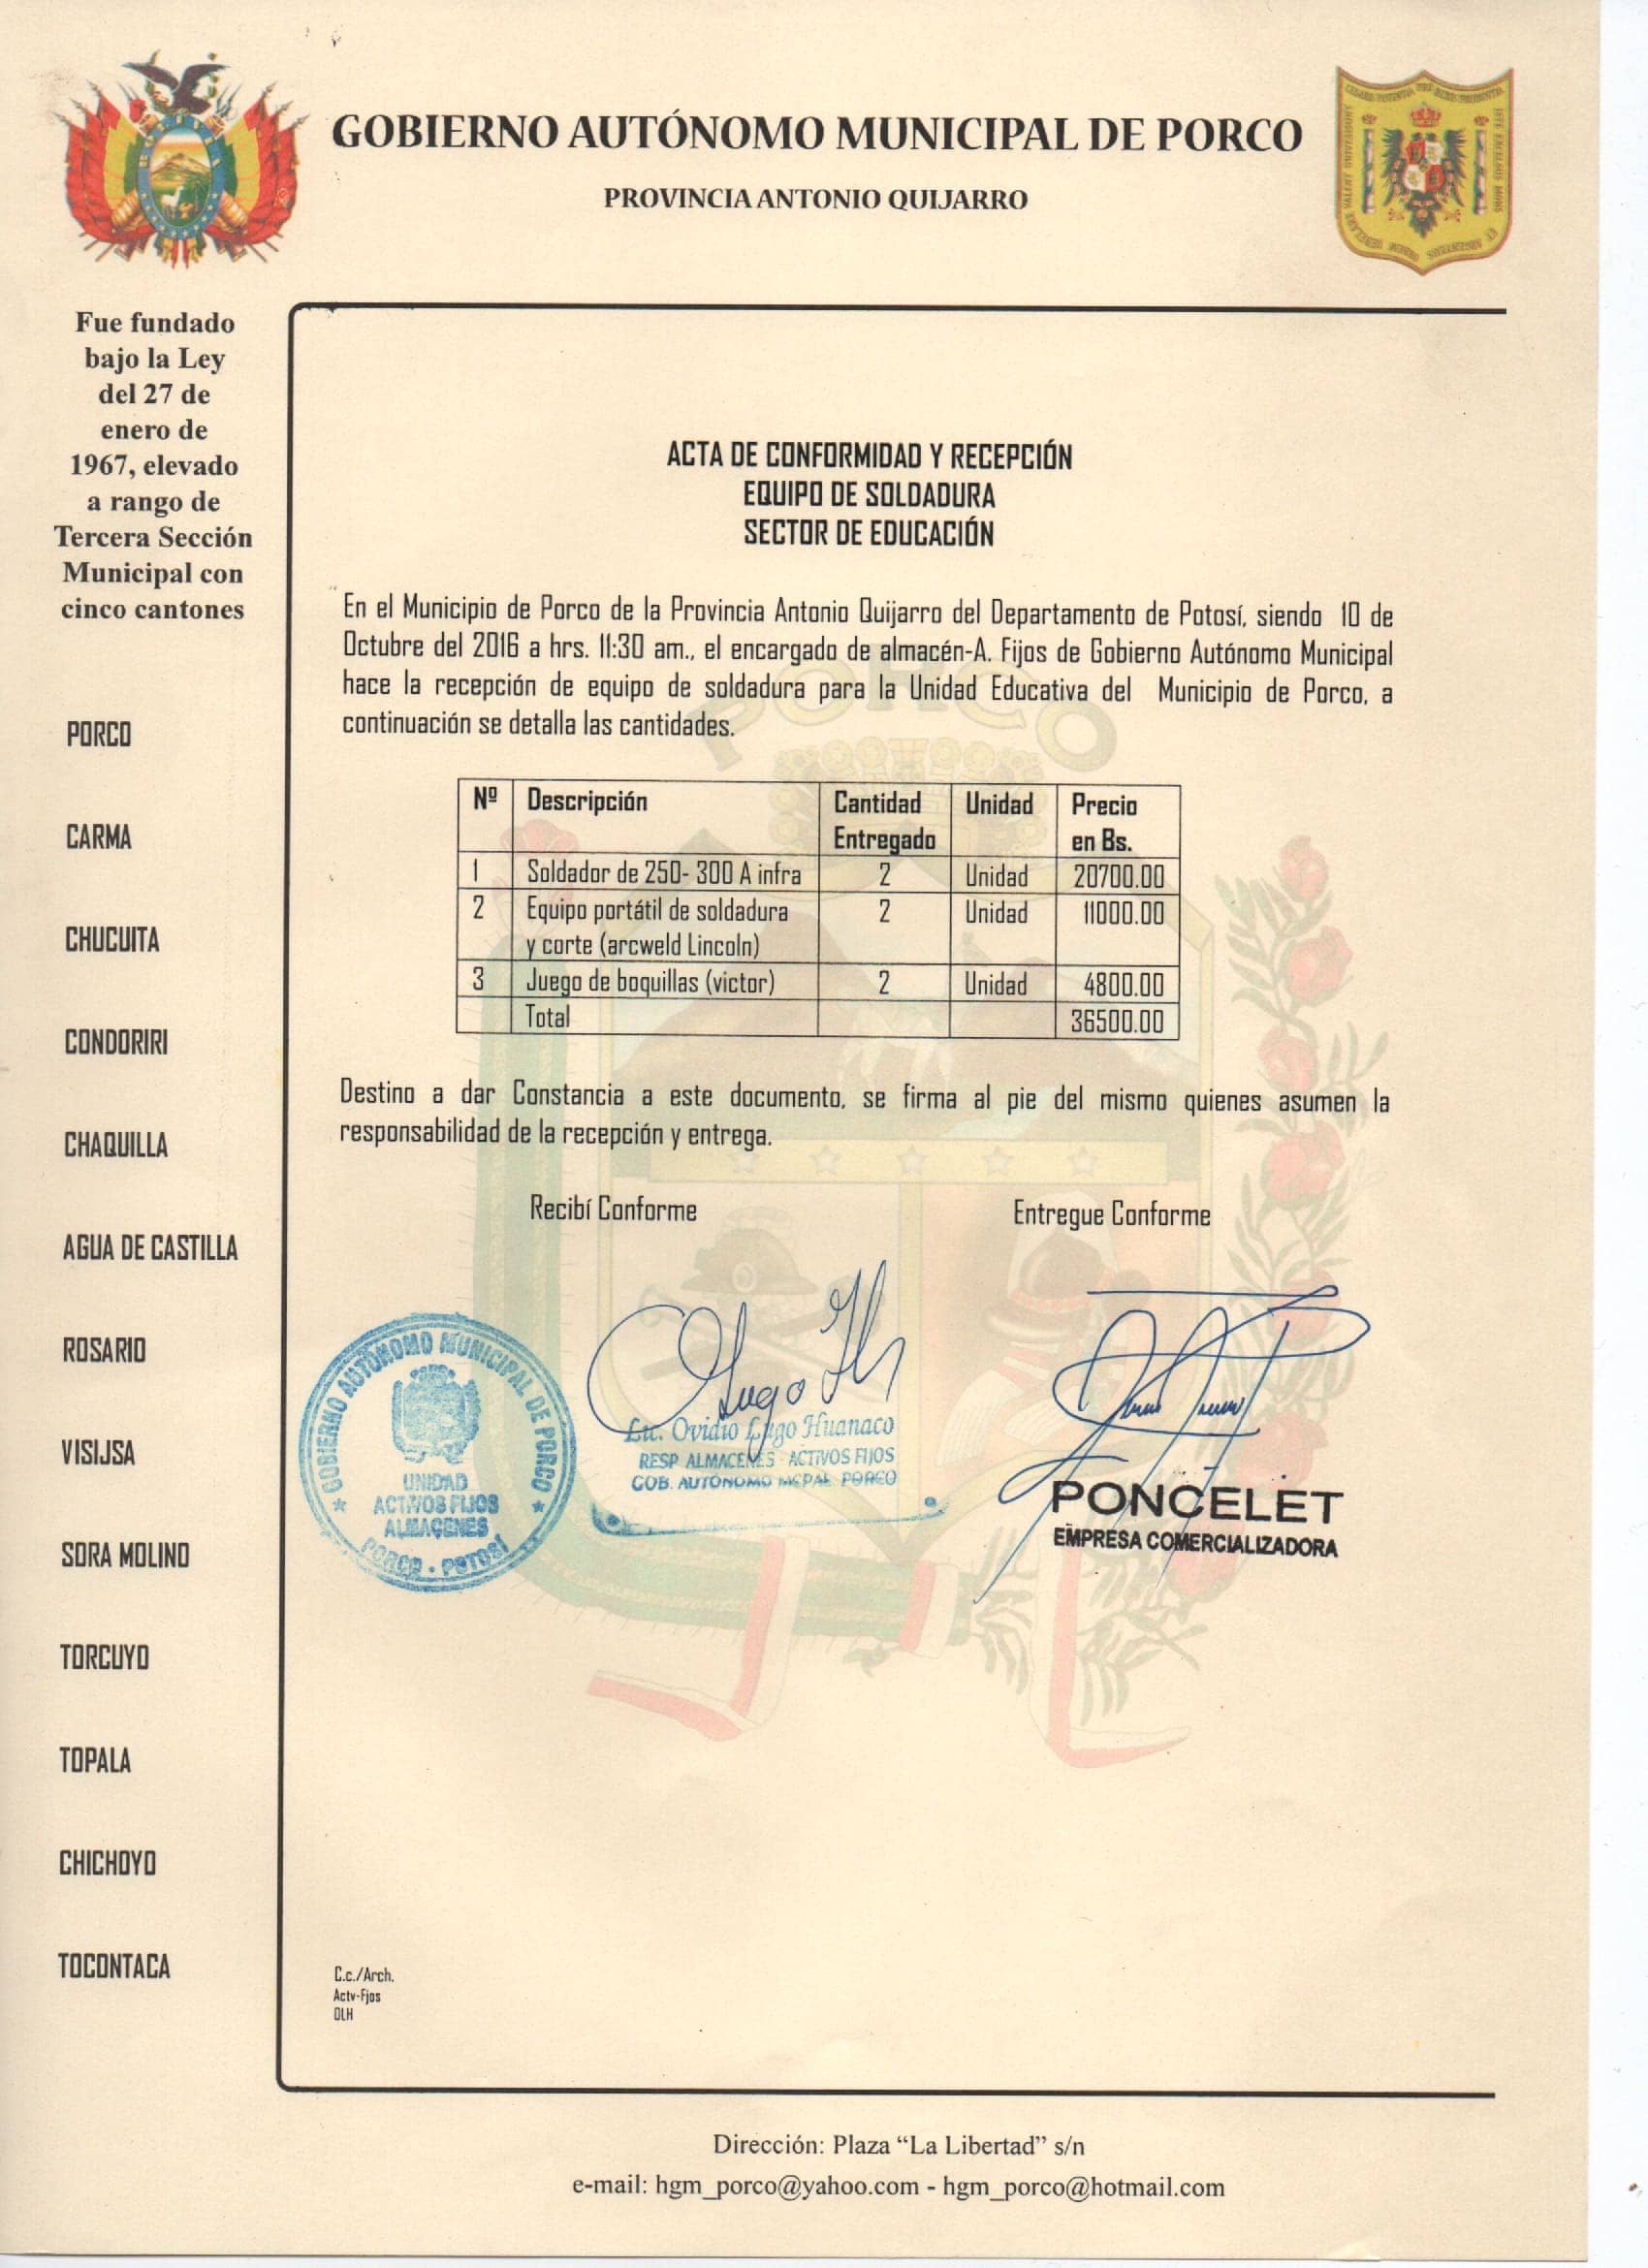 GOBIERNO AUTÓNOMO MUNICIPAL DE PORCO
PROVINCIA ANTONIO QUIJARRO
Fue fundado
bajo la Ley
del 27 de
enero de
1967, elevado
a rango de
Tercera Sección
Municipal con
cinco cantones
PORCO
CARMA
CHUCUITA
CONDORIRI
CHAQUILLA
AGUA DE CASTILLA
ROSARIO
VISIJSA
SORA MOLINO
TORCUYO
TOPALA
CHICHOYO
TOCONTACA
ACTA DE CONFORMIDAD Y RECEPCIÓN
EQUIPO DE SOLDADURA
SECTOR DE EDUCACIÓN
En el Municipio de Porco de la Provincia Antonio Quijarro del Departamento de Potosí, siendo 10 de
Octubre del 2016 a hrs. 11:30 am., el encargado de almacén-A. Fijos de Gobierno Autónomo Municipal
hace la recepción de equipo de soldadura para la Unidad Educativa del Municipio de Porco, a
continuación se detalla las cantidades.
PORCO
Nº Descripción Cantidad Entregado Unidad Precio en Bs.
1 Soldador de 250- 300 A infra 2 Unidad 20700.00
2 Equipo portátil de soldadura 2 Unidad 11000.00
y corte (arcweld Lincoln)
3 Juego de boquillas (victor) 2 Unidad 4800.00
Total 36500.00
Destino a dar Constancia a este documento, se firma al pie del mismo quienes asumen la
responsabilidad de la recepción y entrega.
Recibí Conforme Entregue Conforme
GOBIERNO AUTÓNOMO MUNICIPAL DE PORCO
UNIDAD
ACTIVOS FIJOS
ALMACENES
PORCO - POTOSÍ
Lugo H
Lic. Ovidio Lugo Huanaco
RESP. ALMACENES - ACTIVOS FIJOS
GOB. AUTÓNOMO MCPAL PORCO
PONCELET
EMPRESA COMERCIALIZADORA
C.c./Arch.
Actv-Fjos
OLH
Dirección: Plaza “La Libertad” s/n
e-mail: hgm_porco@yahoo.com - hgm_porco@hotmail.com